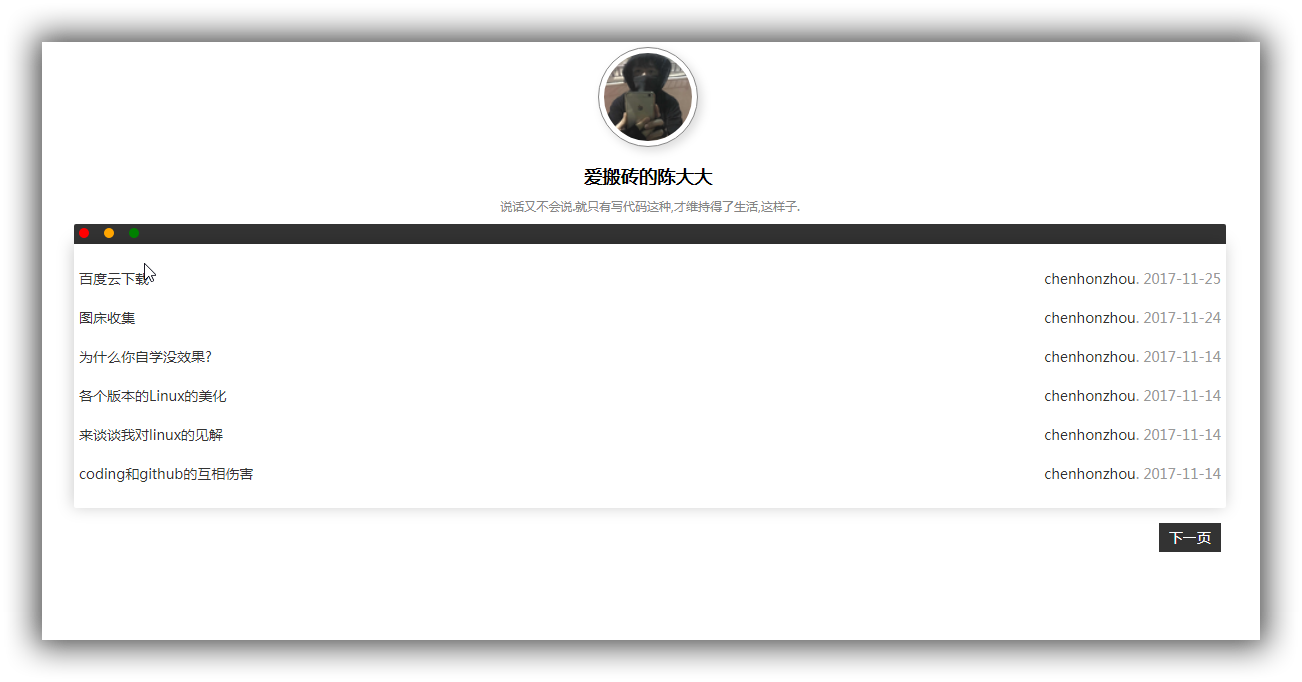 爱搬砖的陈大大
说话又不会说.就只有写代码这种,才维持得了生活,这样子.
百度云下载 chenhonzhou. 2017-11-25
图床收集 chenhonzhou. 2017-11-24
为什么你自学没效果? chenhonzhou. 2017-11-14
各个版本的Linux的美化 chenhonzhou. 2017-11-14
来谈谈我对linux的见解 chenhonzhou. 2017-11-14
coding和github的互相伤害 chenhonzhou. 2017-11-14
下一页